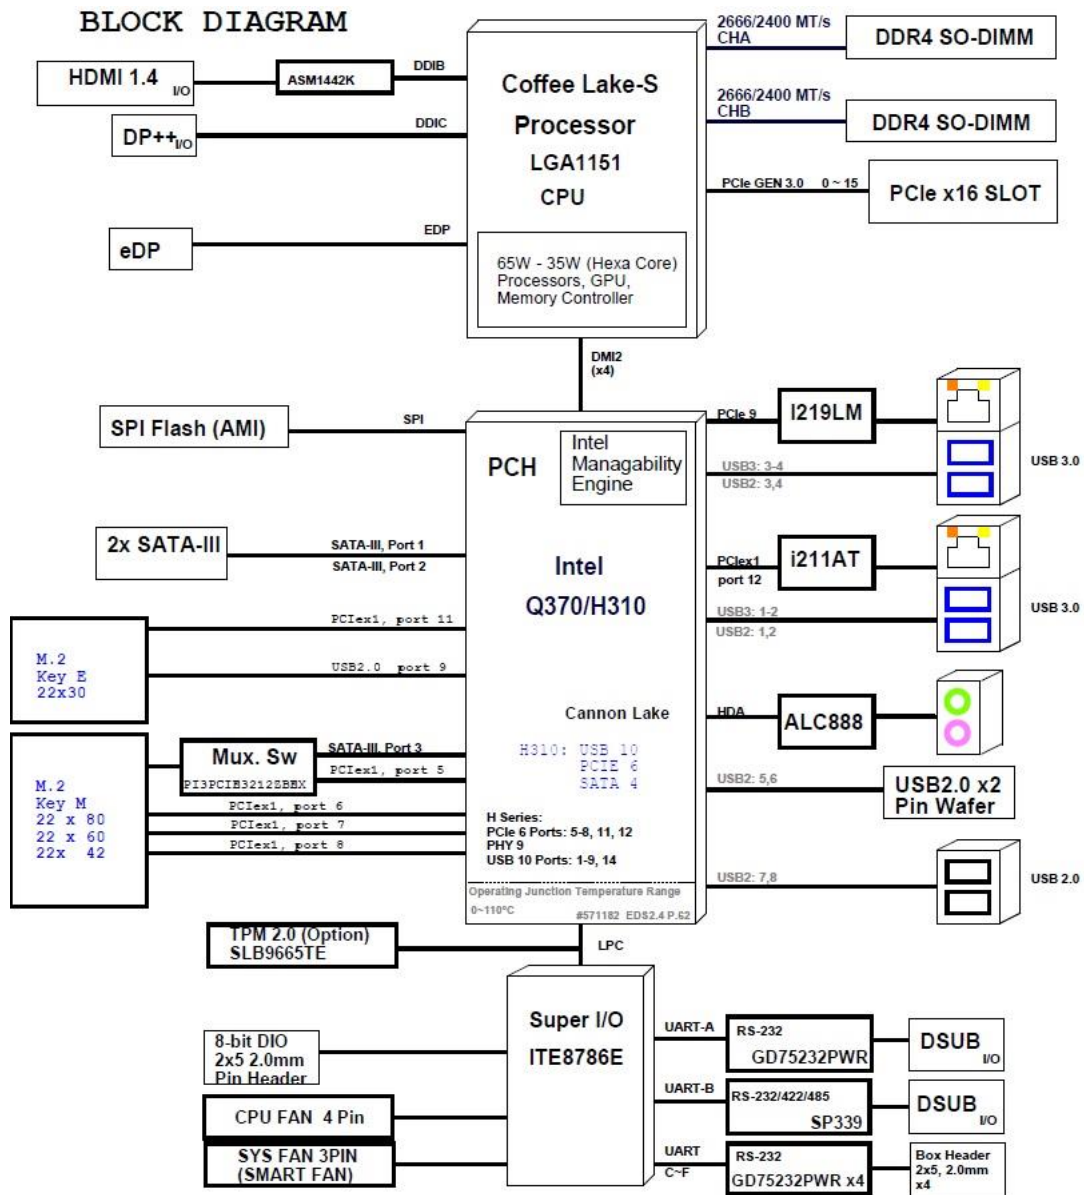 BLOCK DIAGRAM
HDMI 1.4 I/O
ASM1442K
DDIB
DP++ I/O
DDIC
eDP
EDP
Coffee Lake-S
Processor
LGA1151
CPU
65W - 35W (Hexa Core)
Processors, GPU,
Memory Controller
2666/2400 MT/s
CHA
DDR4 SO-DIMM
2666/2400 MT/s
CHB
DDR4 SO-DIMM
PCIe GEN 3.0 0 ~ 15
PCIe x16 SLOT
DMI2
(x4)
SPI Flash (AMI)
SPI
2x SATA-III
SATA-III, Port 1
SATA-III, Port 2
M.2
Key E
22x30
PCIex1, port 11
USB2.0 port 9
M.2
Key M
22 x 80
22 x 60
22x 42
Mux. Sw
PI3PCIE3212SBEX
SATA-III, Port 3
PCIex1, port 5
PCIex1, port 6
PCIex1, port 7
PCIex1, port 8
PCH
Intel
Managability
Engine
Intel
Q370/H310
Cannon Lake
H310: USB 10
PCIE 6
SATA 4
H Series:
PCIe 6 Ports: 5-8, 11, 12
PHY 9
USB 10 Ports: 1-9, 14
Operating Junction Temperature Range
0~110ºC
#571182 EDS2.4 P.62
PCIe 9
I219LM
USB3: 3-4
USB2: 3,4
USB 3.0
PCIex1
port 12
i211AT
USB3: 1-2
USB2: 1,2
USB 3.0
HDA
ALC888
USB2: 5,6
USB2.0 x2
Pin Wafer
USB2: 7,8
USB 2.0
TPM 2.0 (Option)
SLB9665TE
LPC
Super I/O
ITE8786E
8-bit DIO
2x5 2.0mm
Pin Header
CPU FAN 4 Pin
SYS FAN 3PIN
(SMART FAN)
UART-A
RS-232
GD75232PWR
DSUB I/O
UART-B
RS-232/422/485
SP339
DSUB I/O
UART
C~F
RS-232
GD75232PWR x4
Box Header
2x5, 2.0mm
x4